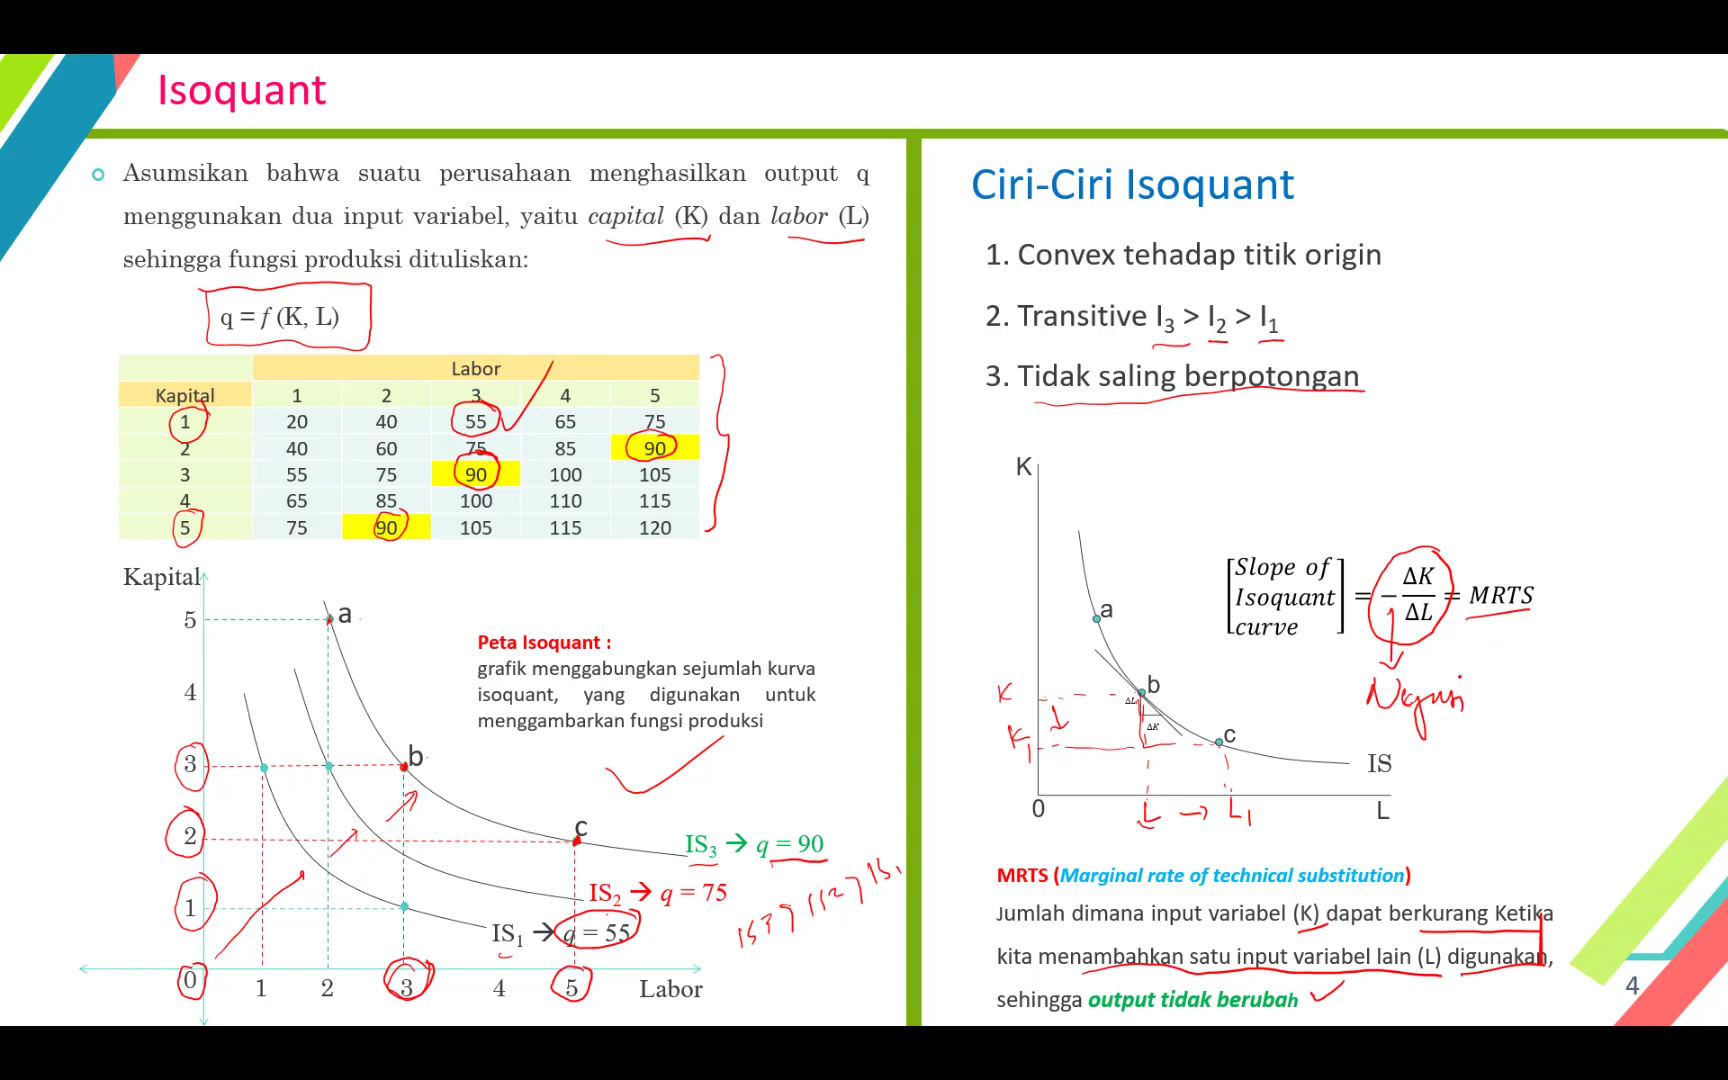 Isoquant
Asumsikan bahwa suatu perusahaan menghasilkan output q
menggunakan dua input variabel, yaitu capital (K) dan labor (L)
sehingga fungsi produksi dituliskan:
q = f (K, L)
Labor
Kapital 1 2 3 4 5
1 20 40 55 65 75
2 40 60 75 85 90
3 55 75 90 100 105
4 65 85 100 110 115
5 75 90 105 115 120
Kapital
5
4
3
2
1
0
1 2 3 4 5 Labor
a
b
c
Peta Isoquant :
grafik menggabungkan sejumlah kurva
isoquant, yang digunakan untuk
menggambarkan fungsi produksi
IS₃ → q = 90
IS₂ → q = 75
IS₁ → q = 55
IS3 > IS2 > IS1
Ciri-Ciri Isoquant
1. Convex tehadap titik origin
2. Transitive I₃ > I₂ > I₁
3. Tidak saling berpotongan
K
a
b
c
ΔL
ΔK
K
K₁
IS
0
L → L₁
L
[Slope of
Isoquant
curve] = − ΔK/ΔL = MRTS
MRTS (Marginal rate of technical substitution)
Jumlah dimana input variabel (K) dapat berkurang Ketika
kita menambahkan satu input variabel lain (L) digunakan,
sehingga output tidak berubah
4